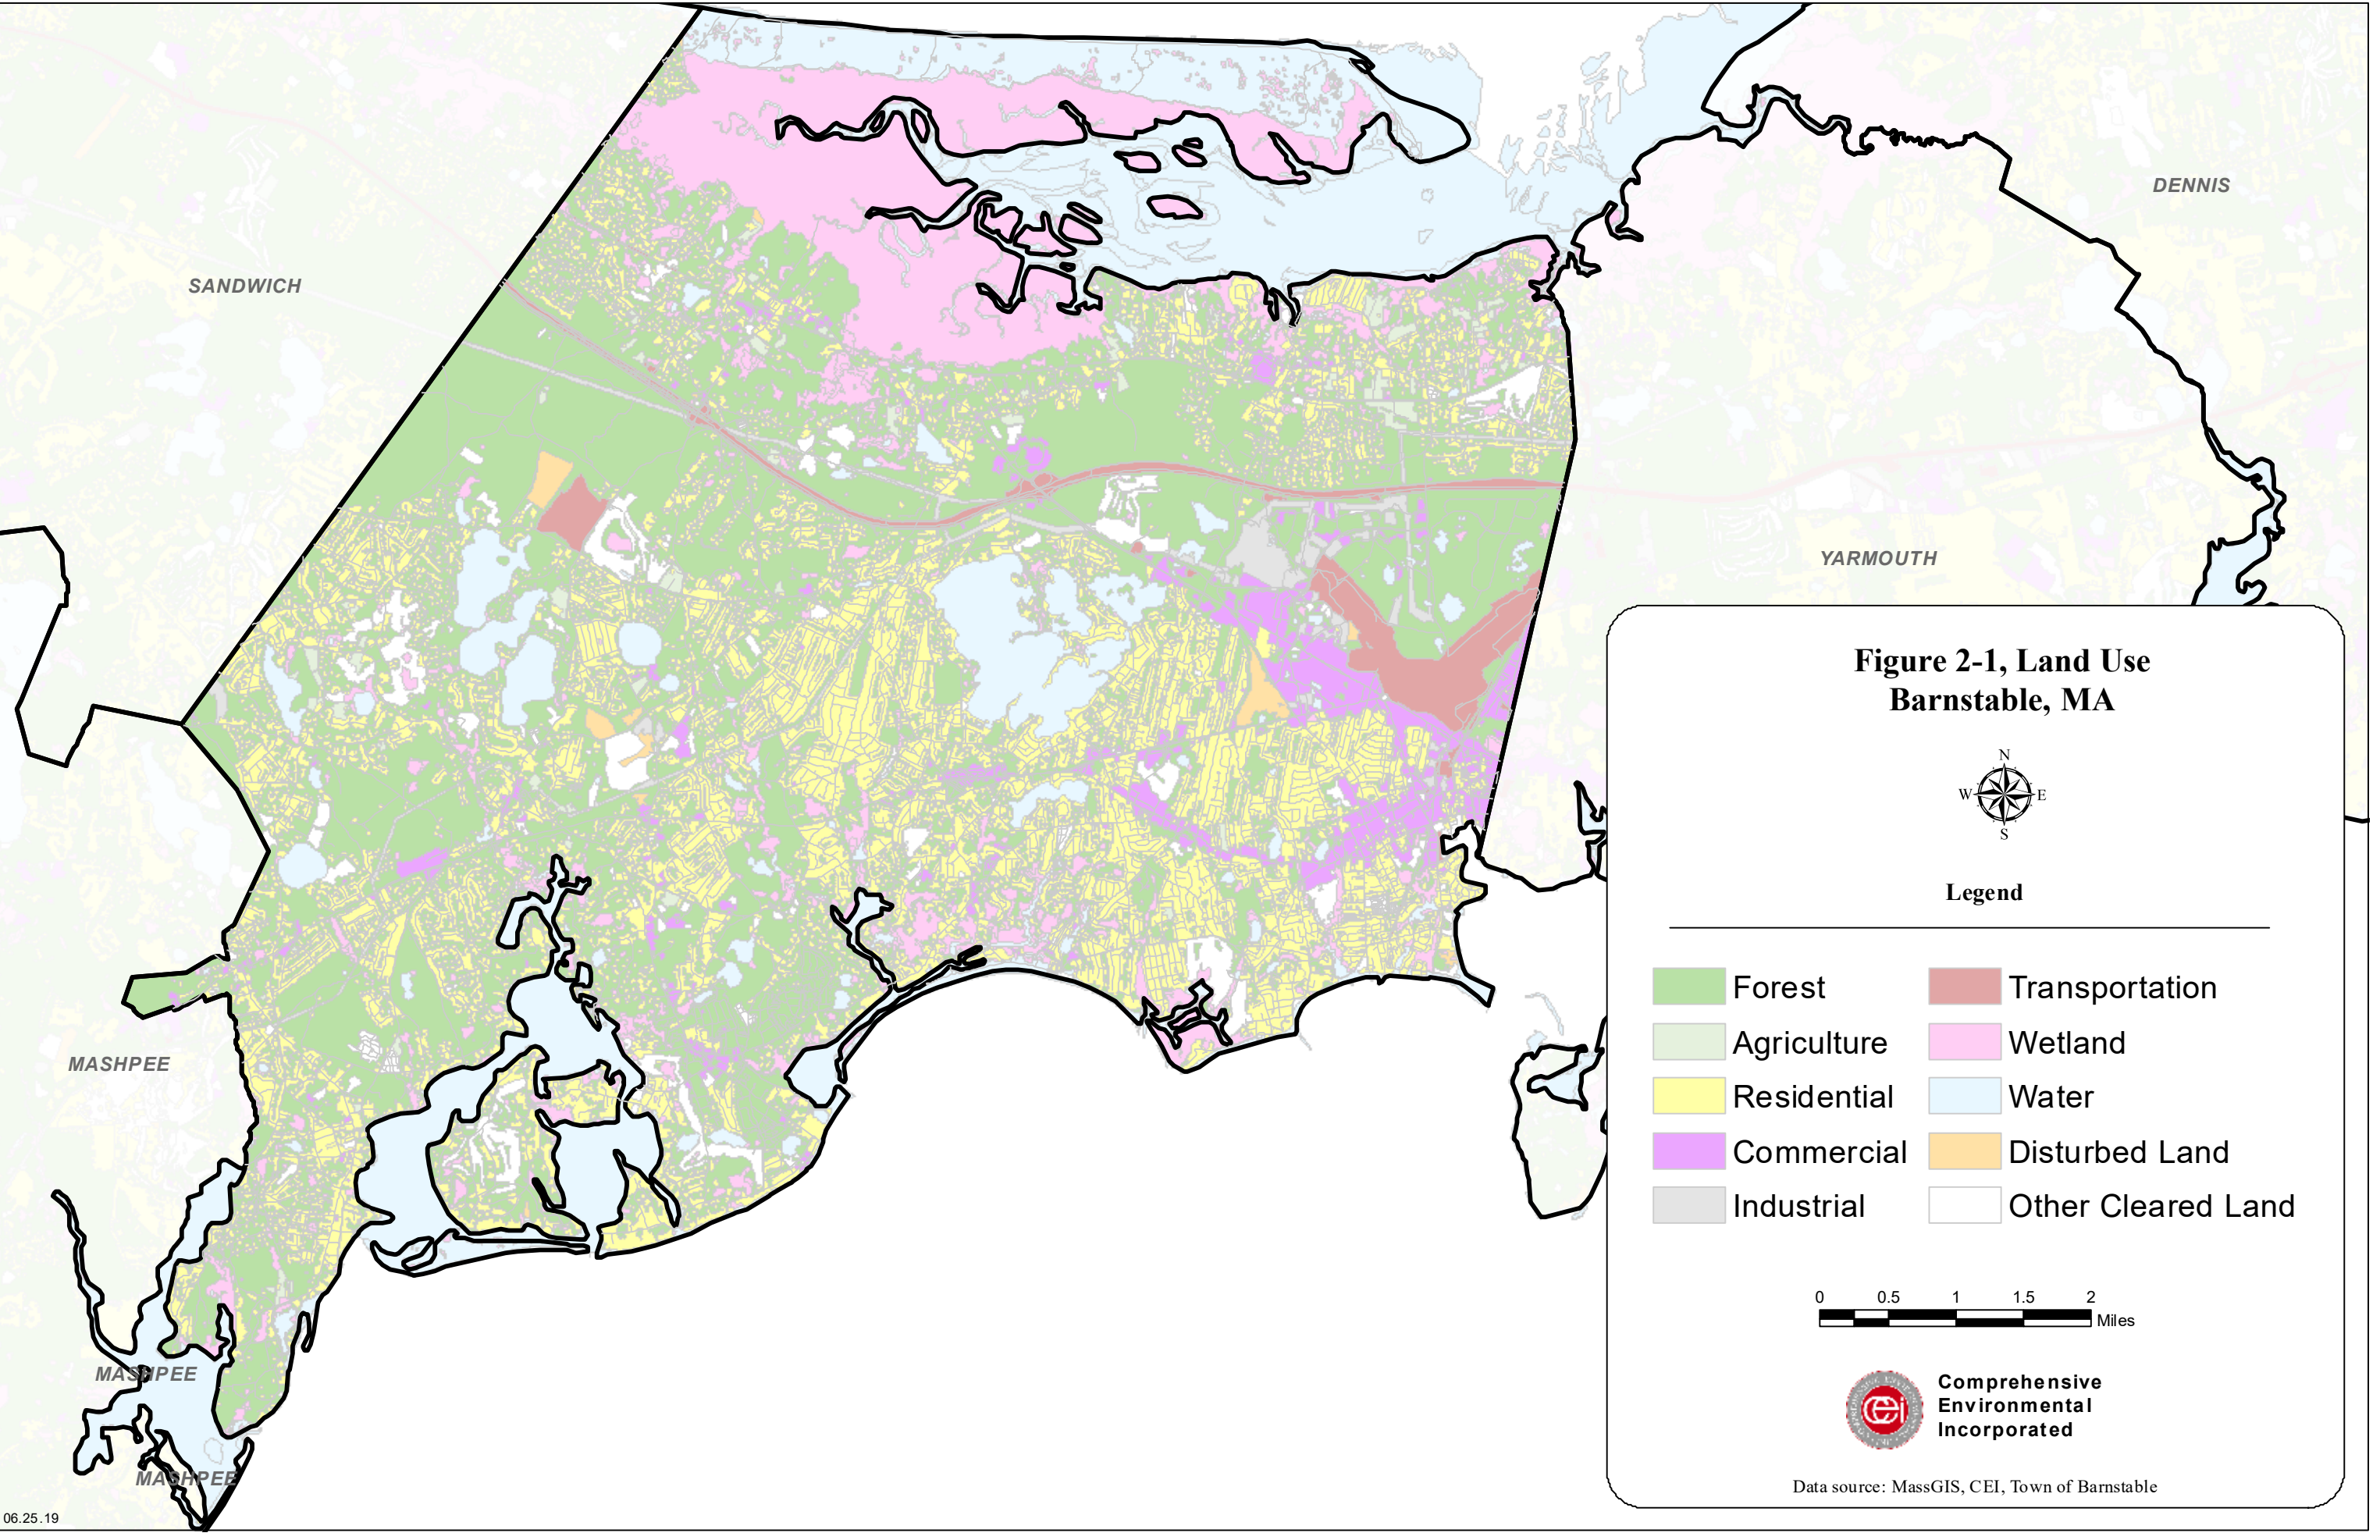 DENNIS
SANDWICH
YARMOUTH
MASHPEE
MASHPEE
MASHPEE
06.25.19
Figure 2-1, Land Use
Barnstable, MA
N
W E
S
Legend
Forest Transportation
Agriculture Wetland
Residential Water
Commercial Disturbed Land
Industrial Other Cleared Land
0 0.5 1 1.5 2
Miles
cei
Comprehensive
Environmental
Incorporated
Data source: MassGIS, CEI, Town of Barnstable